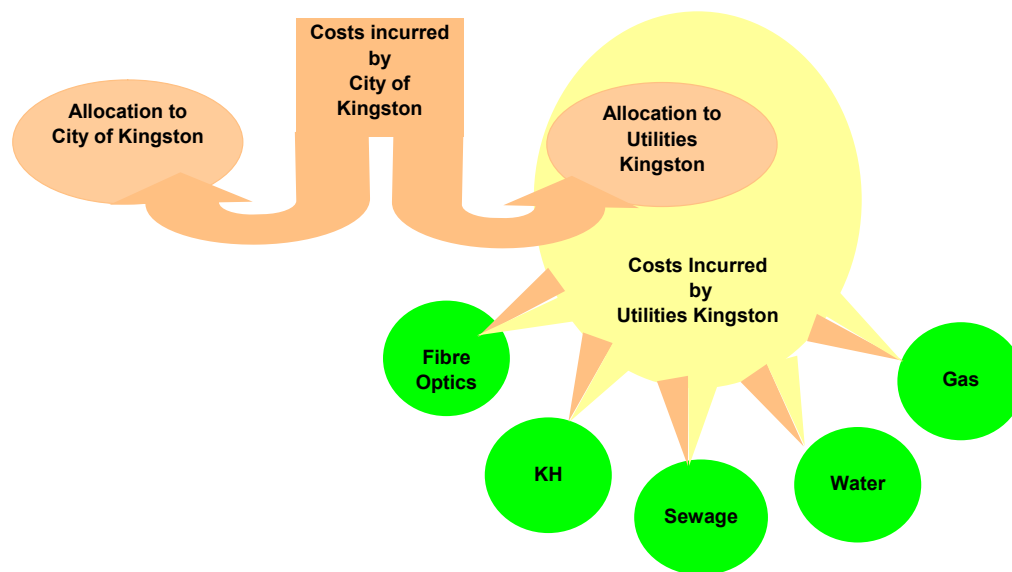 Costs incurred
by
City of
Kingston
Allocation to
City of Kingston
Allocation to
Utilities
Kingston
Costs Incurred
by
Utilities Kingston
Fibre
Optics
KH
Sewage
Water
Gas